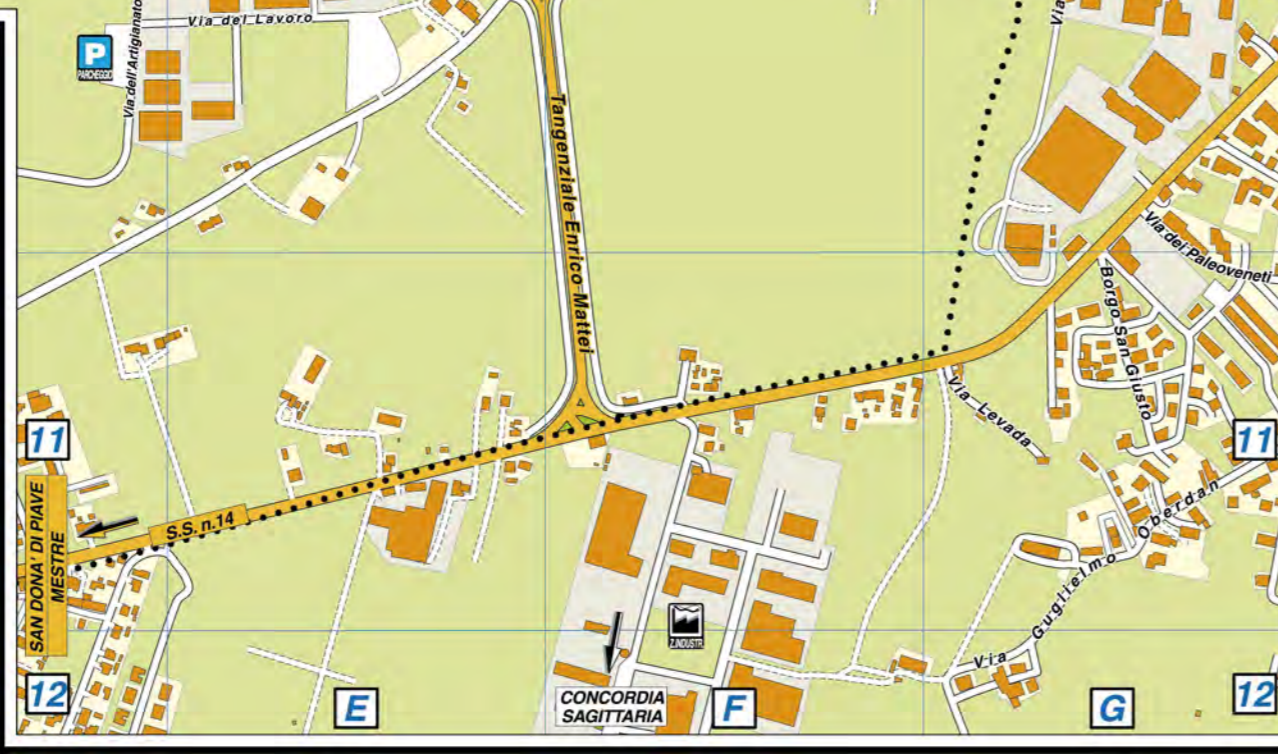 Via del Lavoro
Via dell'Artigianato
P
PARCHEGGIO
Via
Tangenziale Enrico Mattei
Via dei Paleoveneti
Borgo San Giusto
Via Levada
11
11
S.S. n.14
SAN DONA' DI PIAVE
MESTRE
Via Guglielmo Oberdan
Z.INDUSTR.
CONCORDIA
SAGITTARIA
12
E
F
G
12